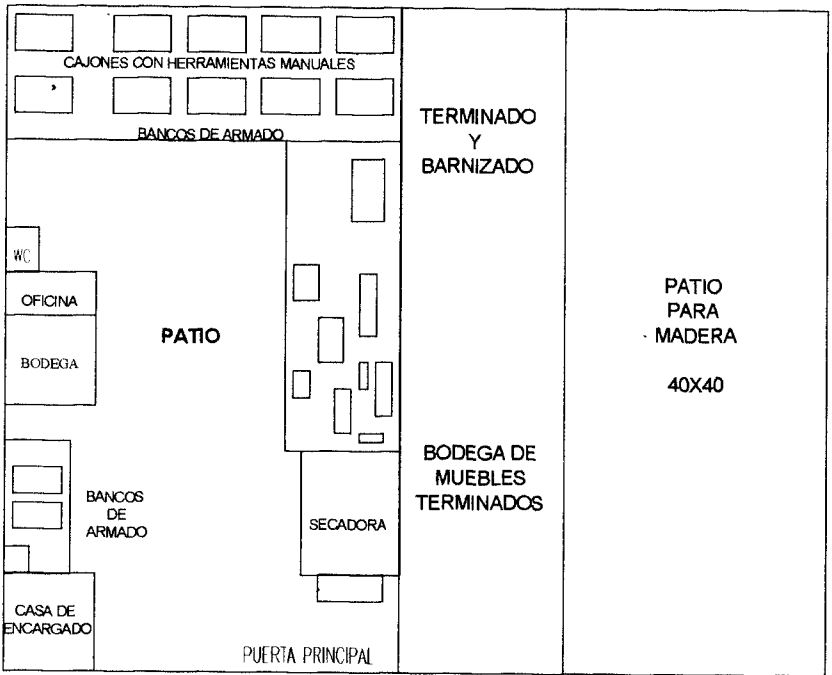 CAJONES CON HERRAMIENTAS MANUALES
BANCOS DE ARMADO
TERMINADO
Y
BARNIZADO
WC
OFICINA
BODEGA
PATIO
PATIO
PARA
MADERA
40X40
BANCOS
DE
ARMADO
SECADORA
BODEGA DE
MUEBLES
TERMINADOS
CASA DE
ENCARGADO
PUERTA PRINCIPAL